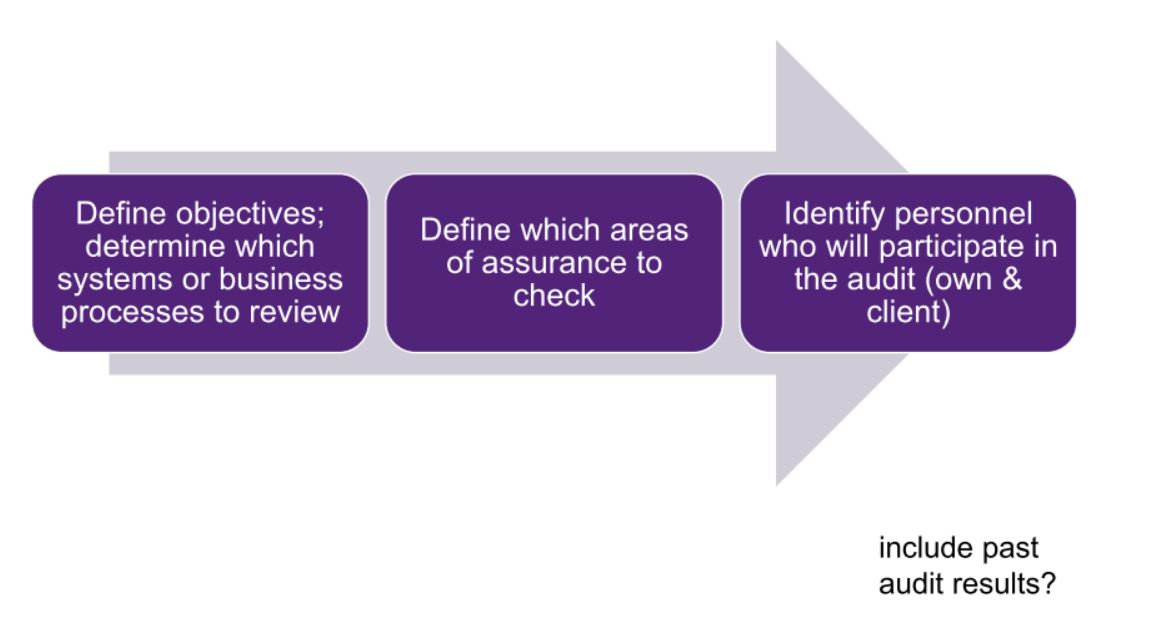 Define objectives;
determine which
systems or business
processes to review
Define which areas
of assurance to
check
Identify personnel
who will participate in
the audit (own &
client)
include past
audit results?